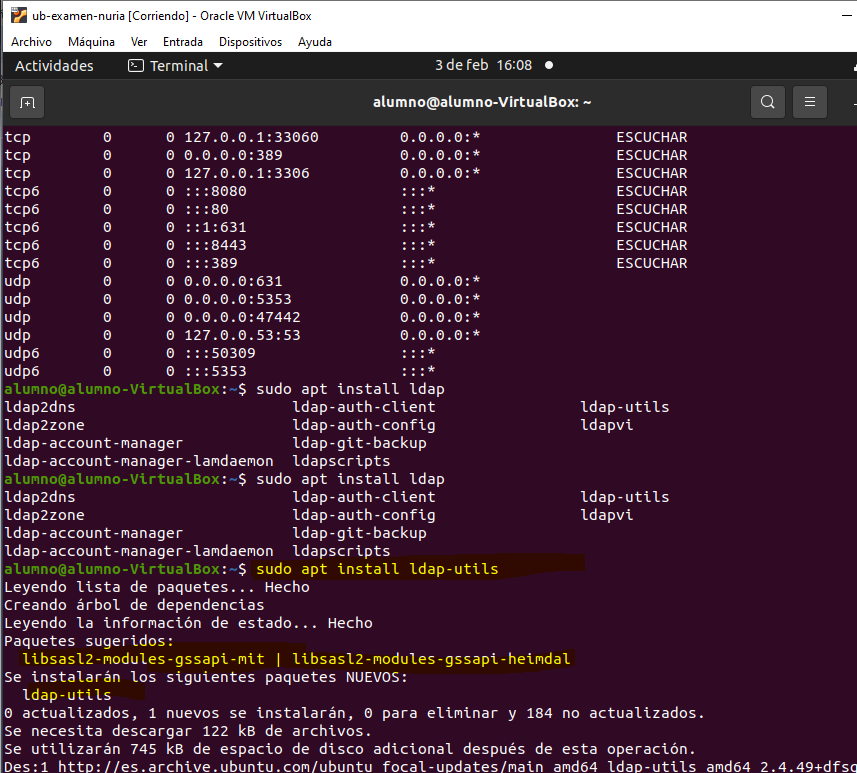 ub-examen-nuria [Corriendo] - Oracle VM VirtualBox
Archivo Máquina Ver Entrada Dispositivos Ayuda
Actividades Terminal 3 de feb 16:08
alumno@alumno-VirtualBox: ~
tcp 0 0 127.0.0.1:33060 0.0.0.0:* ESCUCHAR
tcp 0 0 0.0.0.0:389 0.0.0.0:* ESCUCHAR
tcp 0 0 127.0.0.1:3306 0.0.0.0:* ESCUCHAR
tcp6 0 0 :::8080 :::* ESCUCHAR
tcp6 0 0 :::80 :::* ESCUCHAR
tcp6 0 0 ::1:631 :::* ESCUCHAR
tcp6 0 0 :::8443 :::* ESCUCHAR
tcp6 0 0 :::389 :::* ESCUCHAR
udp 0 0 0.0.0.0:631 0.0.0.0:*
udp 0 0 0.0.0.0:5353 0.0.0.0:*
udp 0 0 0.0.0.0:47442 0.0.0.0:*
udp 0 0 127.0.0.53:53 0.0.0.0:*
udp6 0 0 :::50309 :::*
udp6 0 0 :::5353 :::*
alumno@alumno-VirtualBox:~$ sudo apt install ldap
ldap2dns ldap-auth-client ldap-utils
ldap2zone ldap-auth-config ldapvi
ldap-account-manager ldap-git-backup
ldap-account-manager-lamdaemon ldapscripts
alumno@alumno-VirtualBox:~$ sudo apt install ldap
ldap2dns ldap-auth-client ldap-utils
ldap2zone ldap-auth-config ldapvi
ldap-account-manager ldap-git-backup
ldap-account-manager-lamdaemon ldapscripts
alumno@alumno-VirtualBox:~$ sudo apt install ldap-utils
Leyendo lista de paquetes... Hecho
Creando árbol de dependencias
Leyendo la información de estado... Hecho
Paquetes sugeridos:
libsasl2-modules-gssapi-mit | libsasl2-modules-gssapi-heimdal
Se instalarán los siguientes paquetes NUEVOS:
ldap-utils
0 actualizados, 1 nuevos se instalarán, 0 para eliminar y 184 no actualizados.
Se necesita descargar 122 kB de archivos.
Se utilizarán 745 kB de espacio de disco adicional después de esta operación.
Des:1 http://es.archive.ubuntu.com/ubuntu focal-updates/main amd64 ldap-utils amd64 2.4.49+dfsg